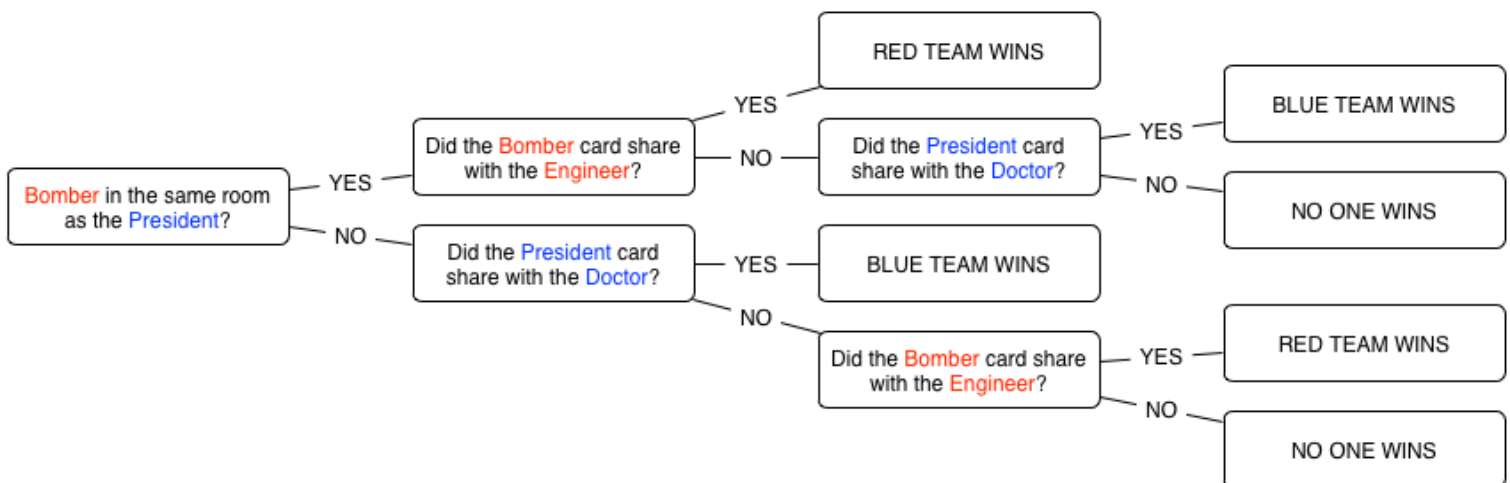 Bomber in the same room
as the President?
YES
NO
Did the Bomber card share
with the Engineer?
YES
NO
RED TEAM WINS
Did the President card
share with the Doctor?
YES
NO
BLUE TEAM WINS
NO ONE WINS
Did the President card
share with the Doctor?
YES
NO
BLUE TEAM WINS
Did the Bomber card share
with the Engineer?
YES
NO
RED TEAM WINS
NO ONE WINS